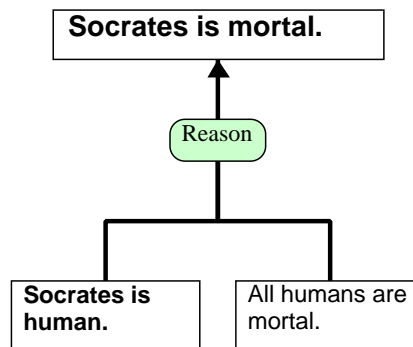 Socrates is mortal.
Reason
Socrates is
human.
All humans are
mortal.